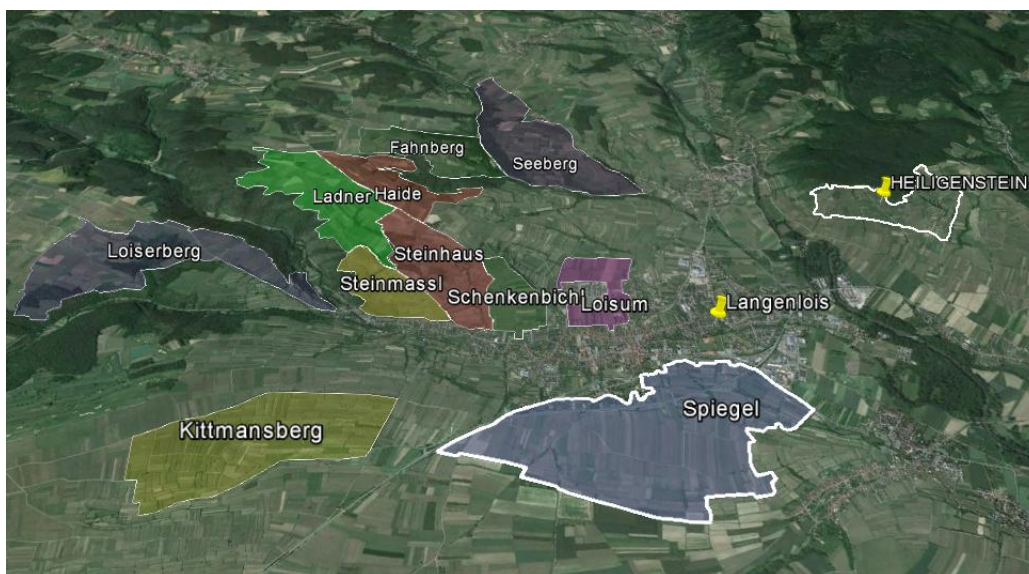 Fahnberg
Seeberg
HEILIGENSTEIN
Ladner
Haide
Loiserberg
Steinhaus
Steinmassl
Schenkenbichl
Loisum
Langenlois
Spiegel
Kittmansberg